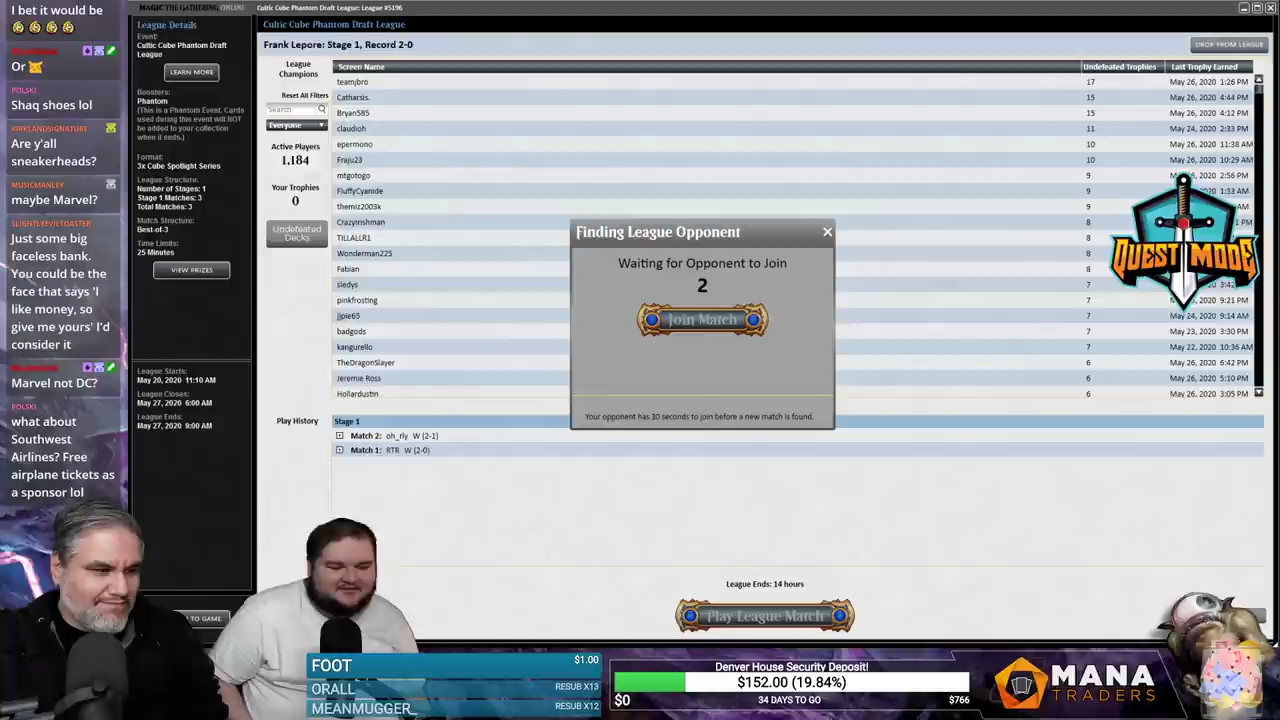 I bet it would be
Or
POLSKI
Shaq shoes lol
KIRKLANDSIGNATURE
Are y'all
sneakerheads?
MUSICMANLEY
maybe Marvel?
SLIGHTLYEVILTOASTER
Just some big
faceless bank.
You could be the
face that says 'I
like money, so
give me yours' I'd
consider it
Marvel not DC?
POLSKI
what about
Southwest
Airlines? Free
airplane tickets as
a sponsor lol
MAGIC THE GATHERING ONLINE
Cultic Cube Phantom Draft League: League #5196
League Details
Event:
Cultic Cube Phantom Draft
League
LEARN MORE
Boosters:
Phantom
(This is a Phantom Event. Cards
used during this event will NOT
be added to your collection
when it ends.)
Format:
3x Cube Spotlight Series
League Structure:
Number of Stages: 1
Stage 1 Matches: 3
Total Matches: 3
Match Structure:
Best-of-3
Time Limits:
25 Minutes
VIEW PRIZES
League Starts:
May 20, 2020 11:10 AM
League Closes:
May 27, 2020 6:00 AM
League Ends:
May 27, 2020 9:00 AM
TO GAME
Cultic Cube Phantom Draft League
Frank Lepore: Stage 1, Record 2-0
DROP FROM LEAGUE
League
Champions
Reset All Filters
Search
Everyone
Active Players
1,184
Your Trophies
0
Undefeated
Decks
Screen Name Undefeated Trophies Last Trophy Earned
teamjbro 17 May 26, 2020 1:26 PM
Catharsis. 15 May 26, 2020 4:44 PM
Bryan585 15 May 26, 2020 4:12 PM
claudioh 11 May 24, 2020 2:33 PM
epermono 10 May 26, 2020 11:38 AM
Fraju23 10 May 26, 2020 10:29 AM
mtgotogo 9 May 26, 2020 2:56 PM
FluffyCyanide 9 1:33 AM
themiz2003k 9 AM
CrazyIrishman 8 PM
TILLALLR1 8
Wonderman225 8
Fabian 8
sledys 7 3:42
pinkfrosting 7 9:21 PM
jjpie65 7 May 24, 2020 9:14 AM
badgods 7 May 23, 2020 3:30 PM
kangurello 7 May 22, 2020 10:36 AM
TheDragonSlayer 6 May 26, 2020 6:42 PM
Jeremie Ross 6 May 26, 2020 5:10 PM
Hollardustin 6 May 26, 2020 3:05 PM
QUEST MODE
Finding League Opponent
Waiting for Opponent to Join
2
Join Match
Your opponent has 30 seconds to join before a new match is found.
Play History
Stage 1
Match 2: oh_rly W (2-1)
Match 1: RTR W (2-0)
League Ends: 14 hours
Play League Match
FOOT $1.00
ORALL RESUB X13
MEANMUGGER_ RESUB X12
Denver House Security Deposit!
$152.00 (19.84%)
$0 34 DAYS TO GO $766
MANA
TRADERS